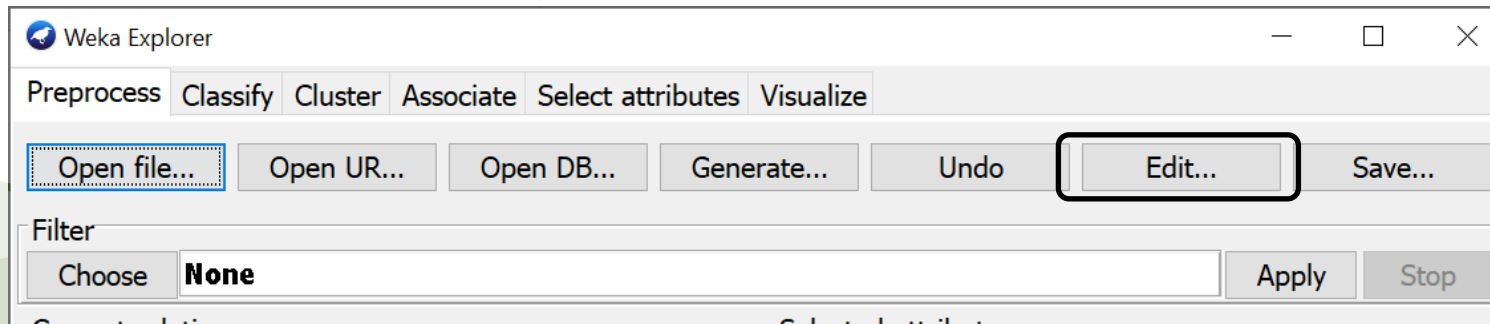 Weka Explorer
Preprocess Classify Cluster Associate Select attributes Visualize
Open file... Open UR... Open DB... Generate... Undo Edit... Save...
Filter
Choose None Apply Stop